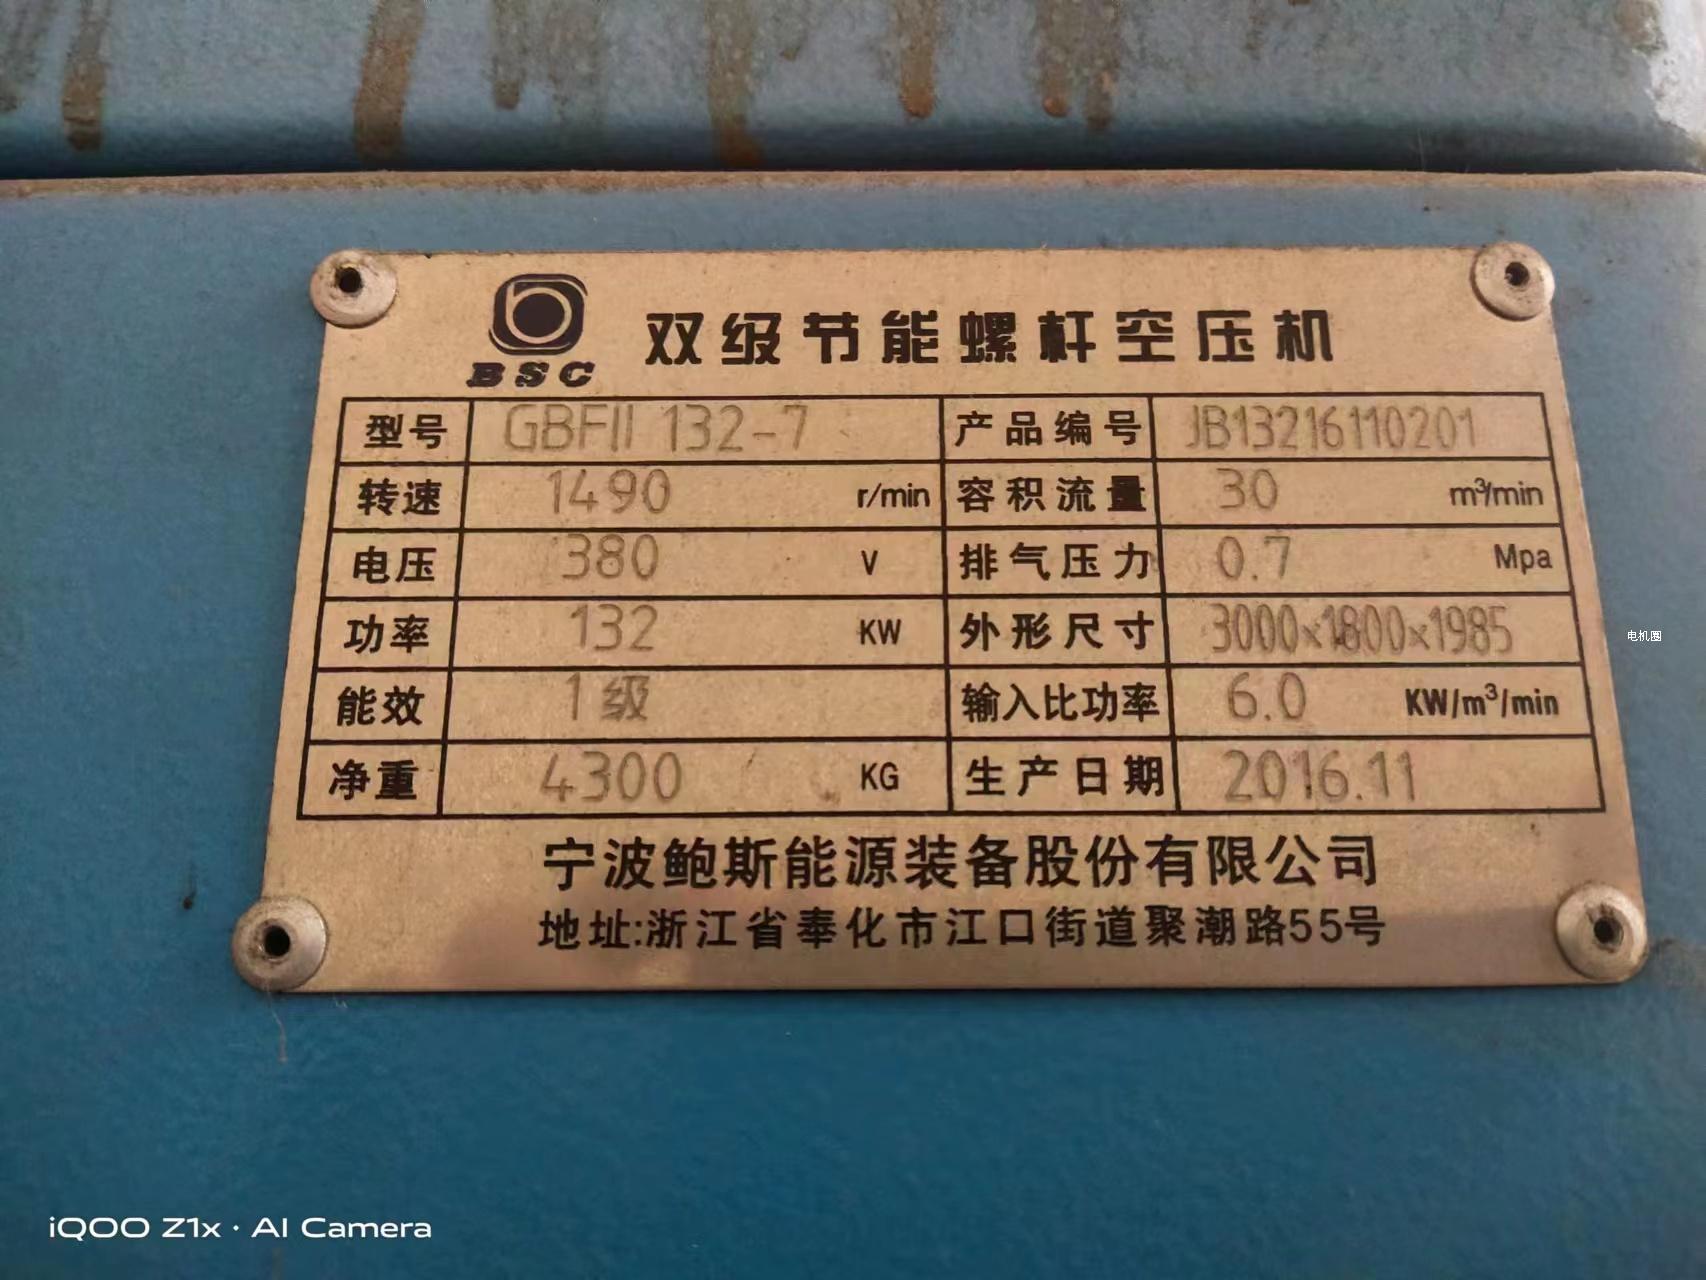 BSC
双级节能螺杆空压机
型号 GBFII 132-7 产品编号 JB13216110201
转速 1490 r/min 容积流量 30 m³/min
电压 380 V 排气压力 0.7 Mpa
功率 132 KW 外形尺寸 3000×1800×1985
能效 1级 输入比功率 6.0 KW/m³/min
净重 4300 KG 生产日期 2016.11
宁波鲍斯能源装备股份有限公司
地址:浙江省奉化市江口街道聚潮路55号
电机圈
iQOO Z1x · AI Camera